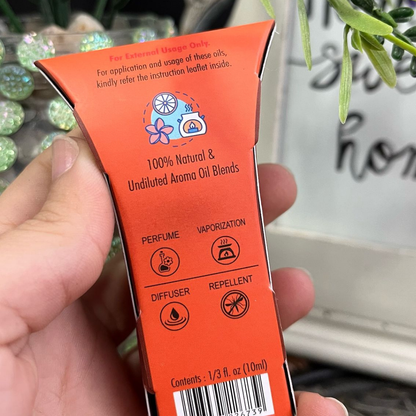 For External Usage Only.
For application and usage of these oils,
kindly refer the instruction leaflet inside.
100% Natural &
Undiluted Aroma Oil Blends
PERFUME
VAPORIZATION
DIFFUSER
REPELLENT
Contents : 1/3 fl. oz (10ml)
home